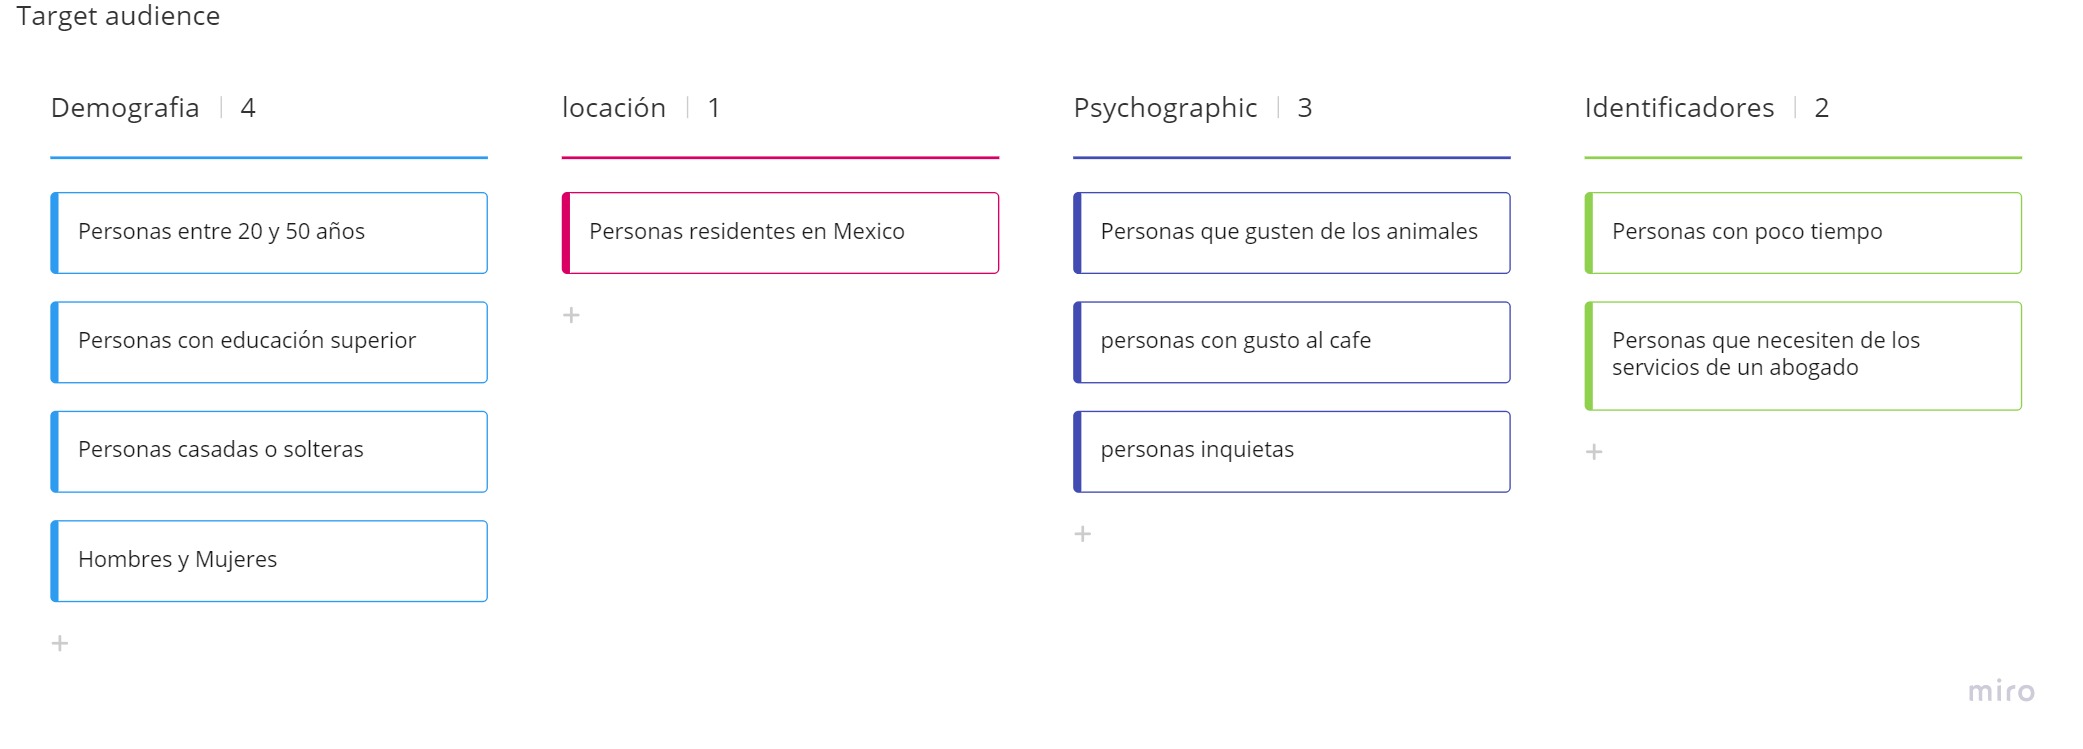 Target audience
Demografia | 4
Personas entre 20 y 50 años
Personas con educación superior
Personas casadas o solteras
Hombres y Mujeres
+
locación | 1
Personas residentes en Mexico
+
Psychographic | 3
Personas que gusten de los animales
personas con gusto al cafe
personas inquietas
+
Identificadores | 2
Personas con poco tiempo
Personas que necesiten de los
servicios de un abogado
+
miro